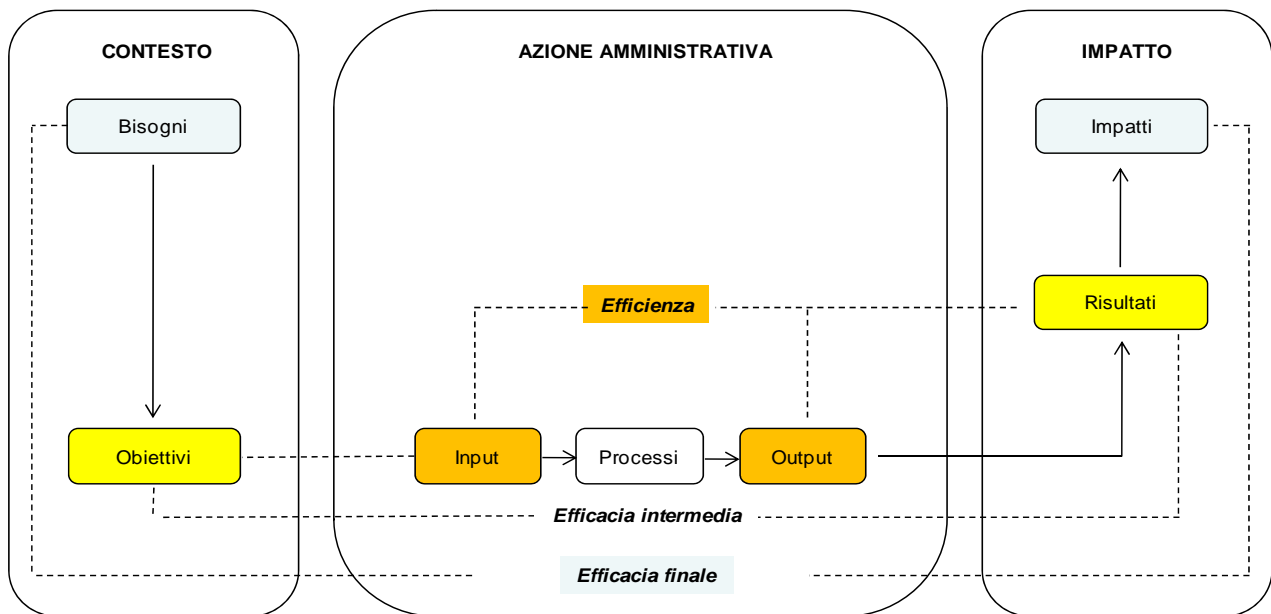 CONTESTO
AZIONE AMMINISTRATIVA
IMPATTO
Bisogni
Impatti
Efficienza
Risultati
Obiettivi
Input
Processi
Output
Efficacia intermedia
Efficacia finale